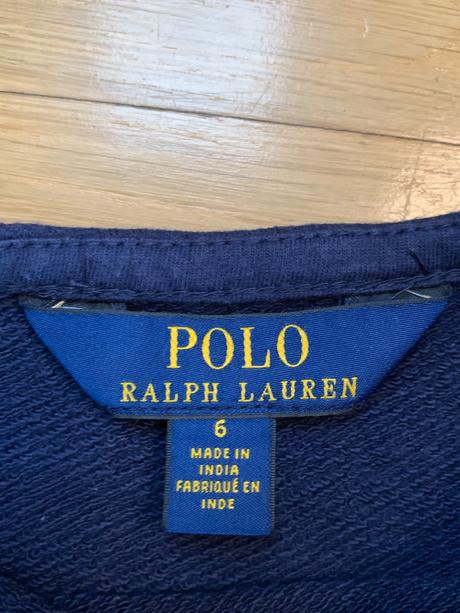 POLO
RALPH LAUREN
6
MADE IN
INDIA
FABRIQUÉ EN
INDE